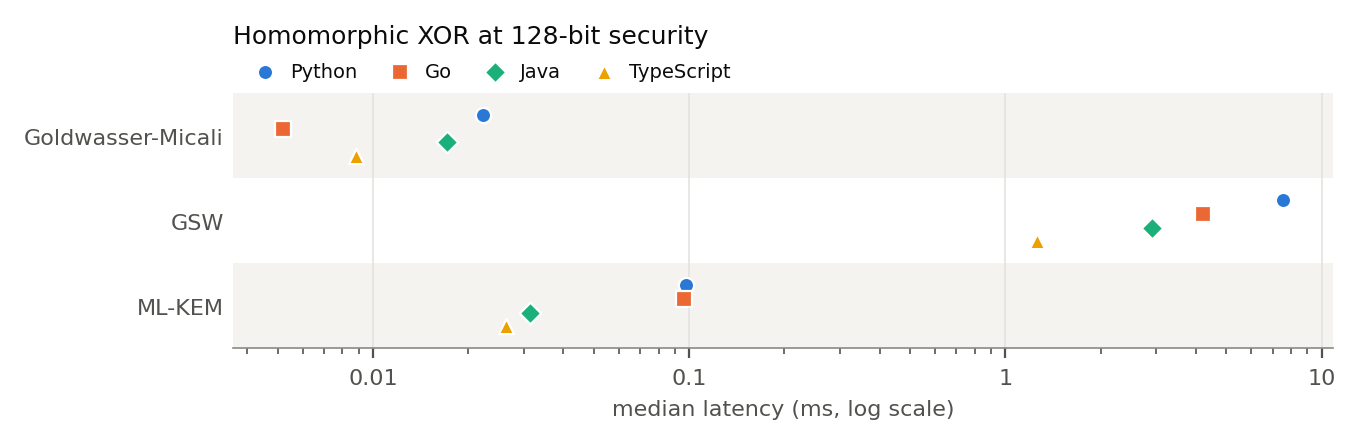 Homomorphic XOR at 128-bit security
Python Go Java TypeScript
Goldwasser-Micali
GSW
ML-KEM
0.01 0.1 1 10
median latency (ms, log scale)